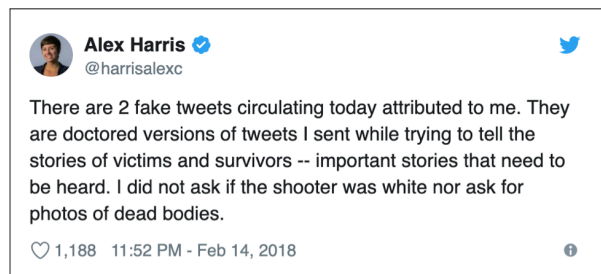 Alex Harris
@harrisalexc
There are 2 fake tweets circulating today attributed to me. They
are doctored versions of tweets I sent while trying to tell the
stories of victims and survivors -- important stories that need to
be heard. I did not ask if the shooter was white nor ask for
photos of dead bodies.
1,188 11:52 PM - Feb 14, 2018